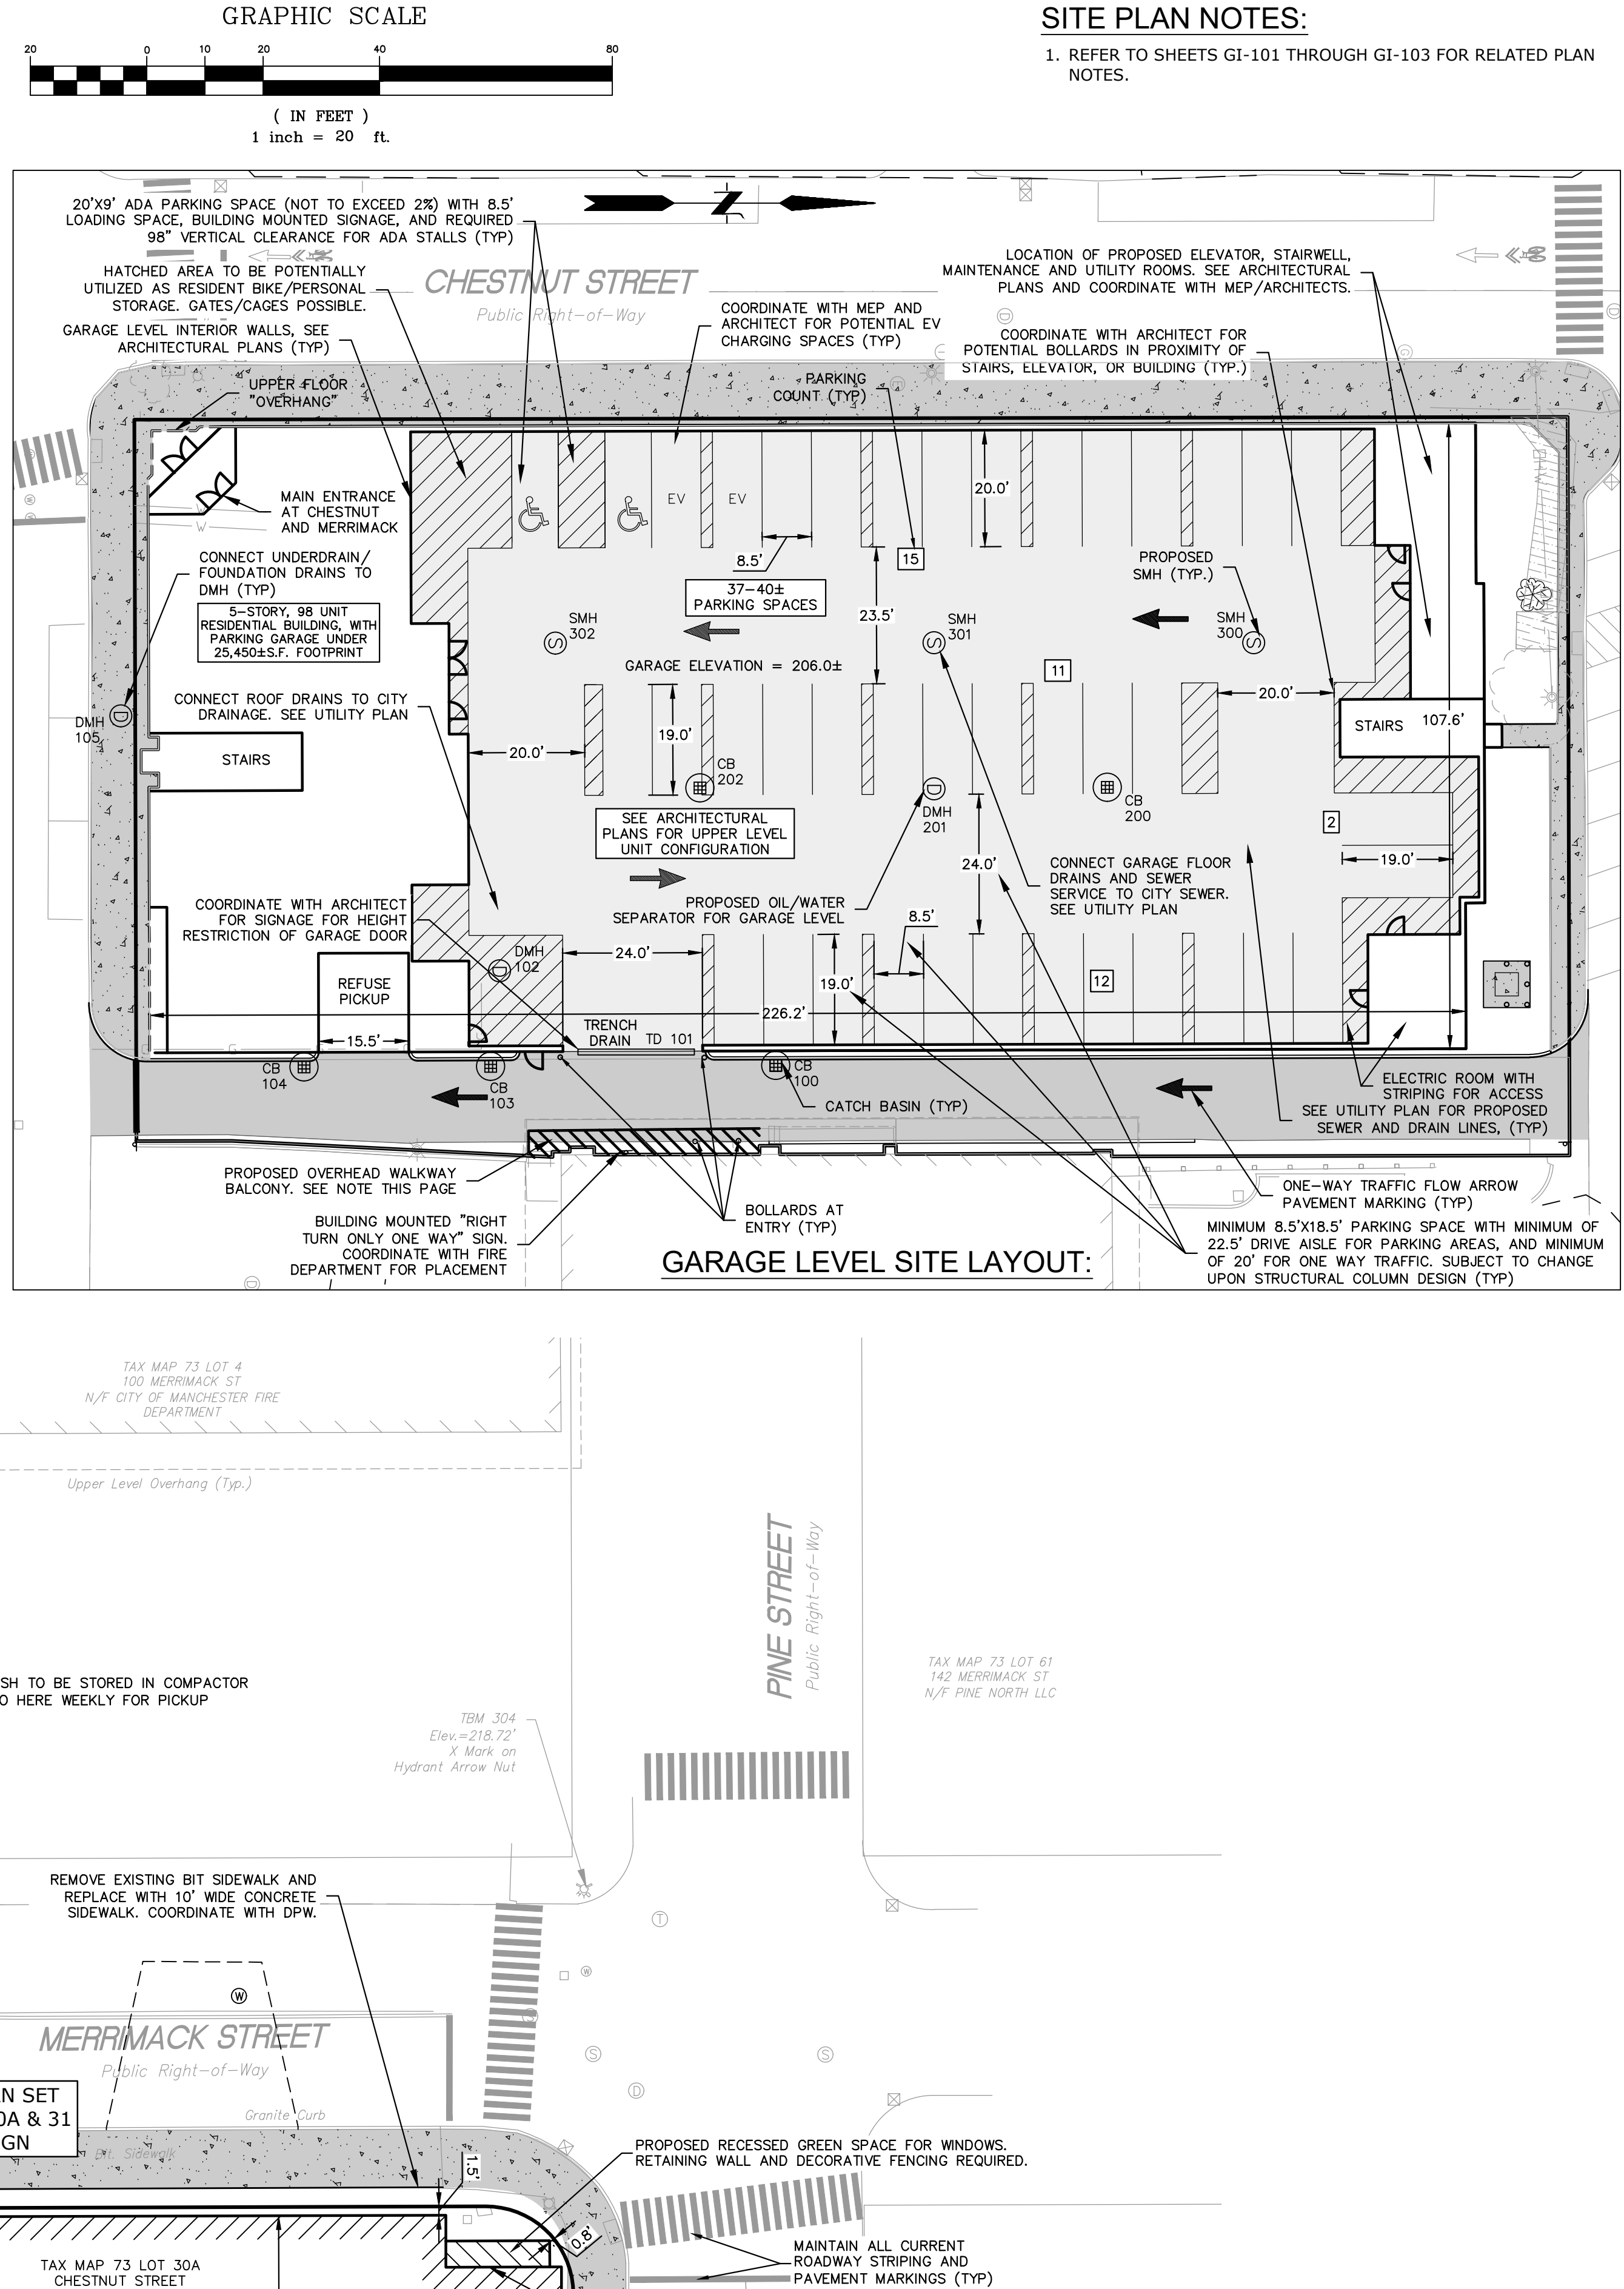 GRAPHIC SCALE
20 0 10 20 40 80
( IN FEET )
1 inch = 20 ft.
SITE PLAN NOTES:
1. REFER TO SHEETS GI-101 THROUGH GI-103 FOR RELATED PLAN
NOTES.
20'X9' ADA PARKING SPACE (NOT TO EXCEED 2%) WITH 8.5'
LOADING SPACE, BUILDING MOUNTED SIGNAGE, AND REQUIRED
98" VERTICAL CLEARANCE FOR ADA STALLS (TYP)
HATCHED AREA TO BE POTENTIALLY
UTILIZED AS RESIDENT BIKE/PERSONAL
STORAGE. GATES/CAGES POSSIBLE.
GARAGE LEVEL INTERIOR WALLS, SEE
ARCHITECTURAL PLANS (TYP)
UPPER FLOOR
"OVERHANG"
CHESTNUT STREET
Public Right-of-Way
COORDINATE WITH MEP AND
ARCHITECT FOR POTENTIAL EV
CHARGING SPACES (TYP)
PARKING
COUNT (TYP)
LOCATION OF PROPOSED ELEVATOR, STAIRWELL,
MAINTENANCE AND UTILITY ROOMS. SEE ARCHITECTURAL
PLANS AND COORDINATE WITH MEP/ARCHITECTS.
COORDINATE WITH ARCHITECT FOR
POTENTIAL BOLLARDS IN PROXIMITY OF
STAIRS, ELEVATOR, OR BUILDING (TYP.)
MAIN ENTRANCE
AT CHESTNUT
AND MERRIMACK
W
W
CONNECT UNDERDRAIN/
FOUNDATION DRAINS TO
DMH (TYP)
5-STORY, 98 UNIT
RESIDENTIAL BUILDING, WITH
PARKING GARAGE UNDER
25,450±S.F. FOOTPRINT
CONNECT ROOF DRAINS TO CITY
DRAINAGE. SEE UTILITY PLAN
DMH
105
D
STAIRS
EV EV
8.5'
20.0'
15
37-40±
PARKING SPACES
23.5'
PROPOSED
SMH (TYP.)
SMH
302
S
SMH
301
S
SMH
300
S
GARAGE ELEVATION = 206.0±
11
20.0'
STAIRS 107.6'
19.0'
20.0'
CB
202
SEE ARCHITECTURAL
PLANS FOR UPPER LEVEL
UNIT CONFIGURATION
D
DMH
201
CB
200
2
19.0'
24.0'
CONNECT GARAGE FLOOR
DRAINS AND SEWER
SERVICE TO CITY SEWER.
SEE UTILITY PLAN
COORDINATE WITH ARCHITECT
FOR SIGNAGE FOR HEIGHT
RESTRICTION OF GARAGE DOOR
PROPOSED OIL/WATER
SEPARATOR FOR GARAGE LEVEL
8.5'
DMH
102
D
24.0'
REFUSE
PICKUP
15.5'
19.0'
12
226.2'
TRENCH
DRAIN TD 101
G G
CB
104
CB
103
CB
100
CATCH BASIN (TYP)
ELECTRIC ROOM WITH
STRIPING FOR ACCESS
SEE UTILITY PLAN FOR PROPOSED
SEWER AND DRAIN LINES, (TYP)
PROPOSED OVERHEAD WALKWAY
BALCONY. SEE NOTE THIS PAGE
BUILDING MOUNTED "RIGHT
TURN ONLY ONE WAY" SIGN.
COORDINATE WITH FIRE
DEPARTMENT FOR PLACEMENT
BOLLARDS AT
ENTRY (TYP)
ONE-WAY TRAFFIC FLOW ARROW
PAVEMENT MARKING (TYP)
MINIMUM 8.5'X18.5' PARKING SPACE WITH MINIMUM OF
22.5' DRIVE AISLE FOR PARKING AREAS, AND MINIMUM
OF 20' FOR ONE WAY TRAFFIC. SUBJECT TO CHANGE
UPON STRUCTURAL COLUMN DESIGN (TYP)
GARAGE LEVEL SITE LAYOUT:
TAX MAP 73 LOT 4
100 MERRIMACK ST
N/F CITY OF MANCHESTER FIRE
DEPARTMENT
Upper Level Overhang (Typ.)
PINE STREET
Public Right-of-Way
TAX MAP 73 LOT 61
142 MERRIMACK ST
N/F PINE NORTH LLC
SH TO BE STORED IN COMPACTOR
O HERE WEEKLY FOR PICKUP
TBM 304
Elev.=218.72'
X Mark on
Hydrant Arrow Nut
REMOVE EXISTING BIT SIDEWALK AND
REPLACE WITH 10' WIDE CONCRETE
SIDEWALK. COORDINATE WITH DPW.
T
W
W
S
S
S
D
MERRIMACK STREET
Public Right-of-Way
N SET
0A & 31
GN
Granite Curb
Bit. Sidewalk
1.5'
PROPOSED RECESSED GREEN SPACE FOR WINDOWS.
RETAINING WALL AND DECORATIVE FENCING REQUIRED.
0.8'
TAX MAP 73 LOT 30A
CHESTNUT STREET
MAINTAIN ALL CURRENT
ROADWAY STRIPING AND
PAVEMENT MARKINGS (TYP)